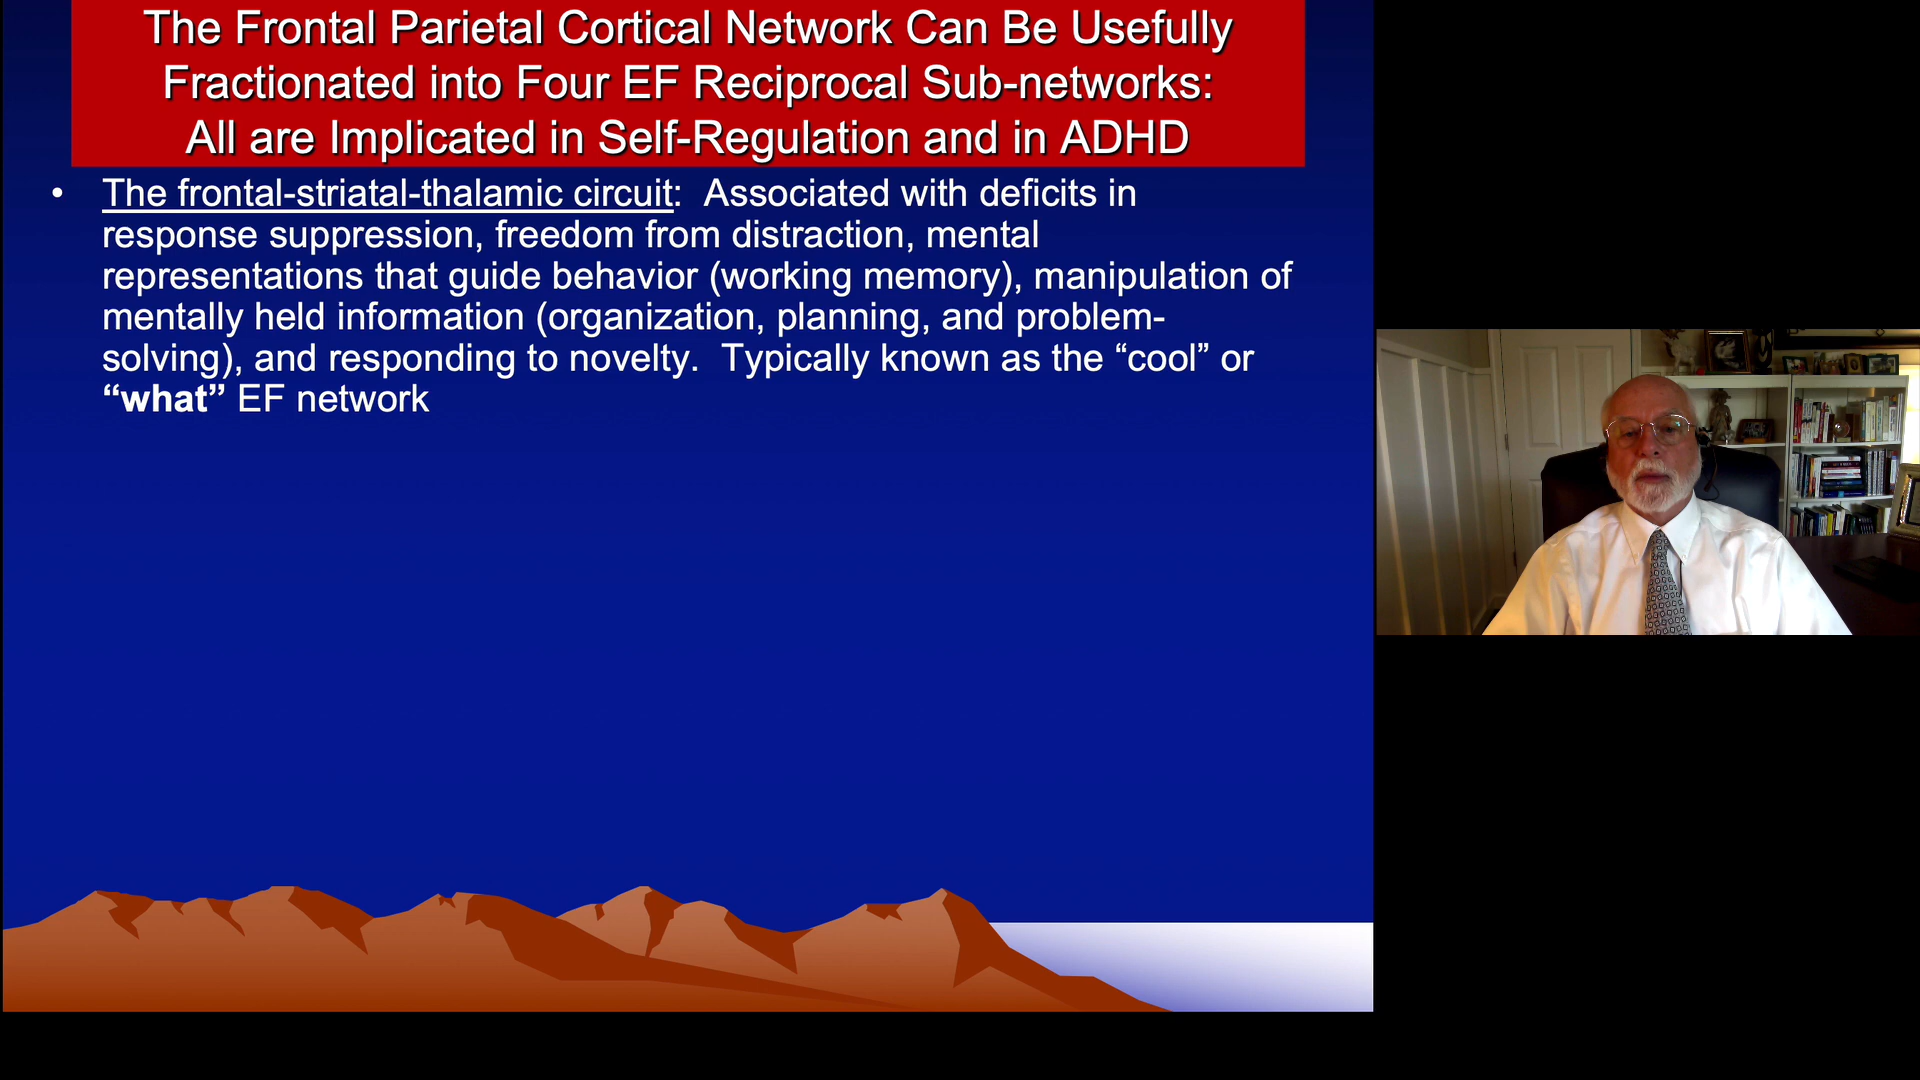 The Frontal Parietal Cortical Network Can Be Usefully
Fractionated into Four EF Reciprocal Sub-networks:
All are Implicated in Self-Regulation and in ADHD
• The frontal-striatal-thalamic circuit:  Associated with deficits in
response suppression, freedom from distraction, mental
representations that guide behavior (working memory), manipulation of
mentally held information (organization, planning, and problem-
solving), and responding to novelty.  Typically known as the “cool” or
“what” EF network